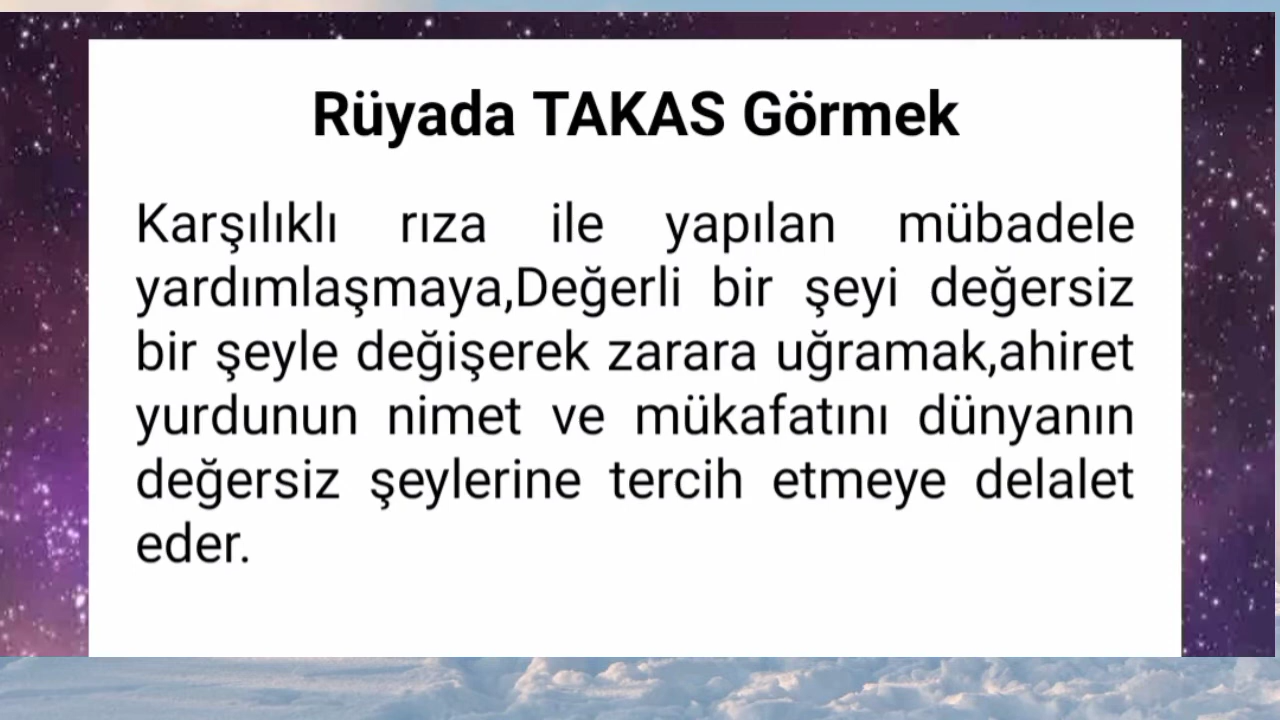 Rüyada TAKAS Görmek
Karşılıklı rıza ile yapılan mübadele
yardımlaşmaya,Değerli bir şeyi değersiz
bir şeyle değişerek zarara uğramak,ahiret
yurdunun nimet ve mükafatını dünyanın
değersiz şeylerine tercih etmeye delalet
eder.